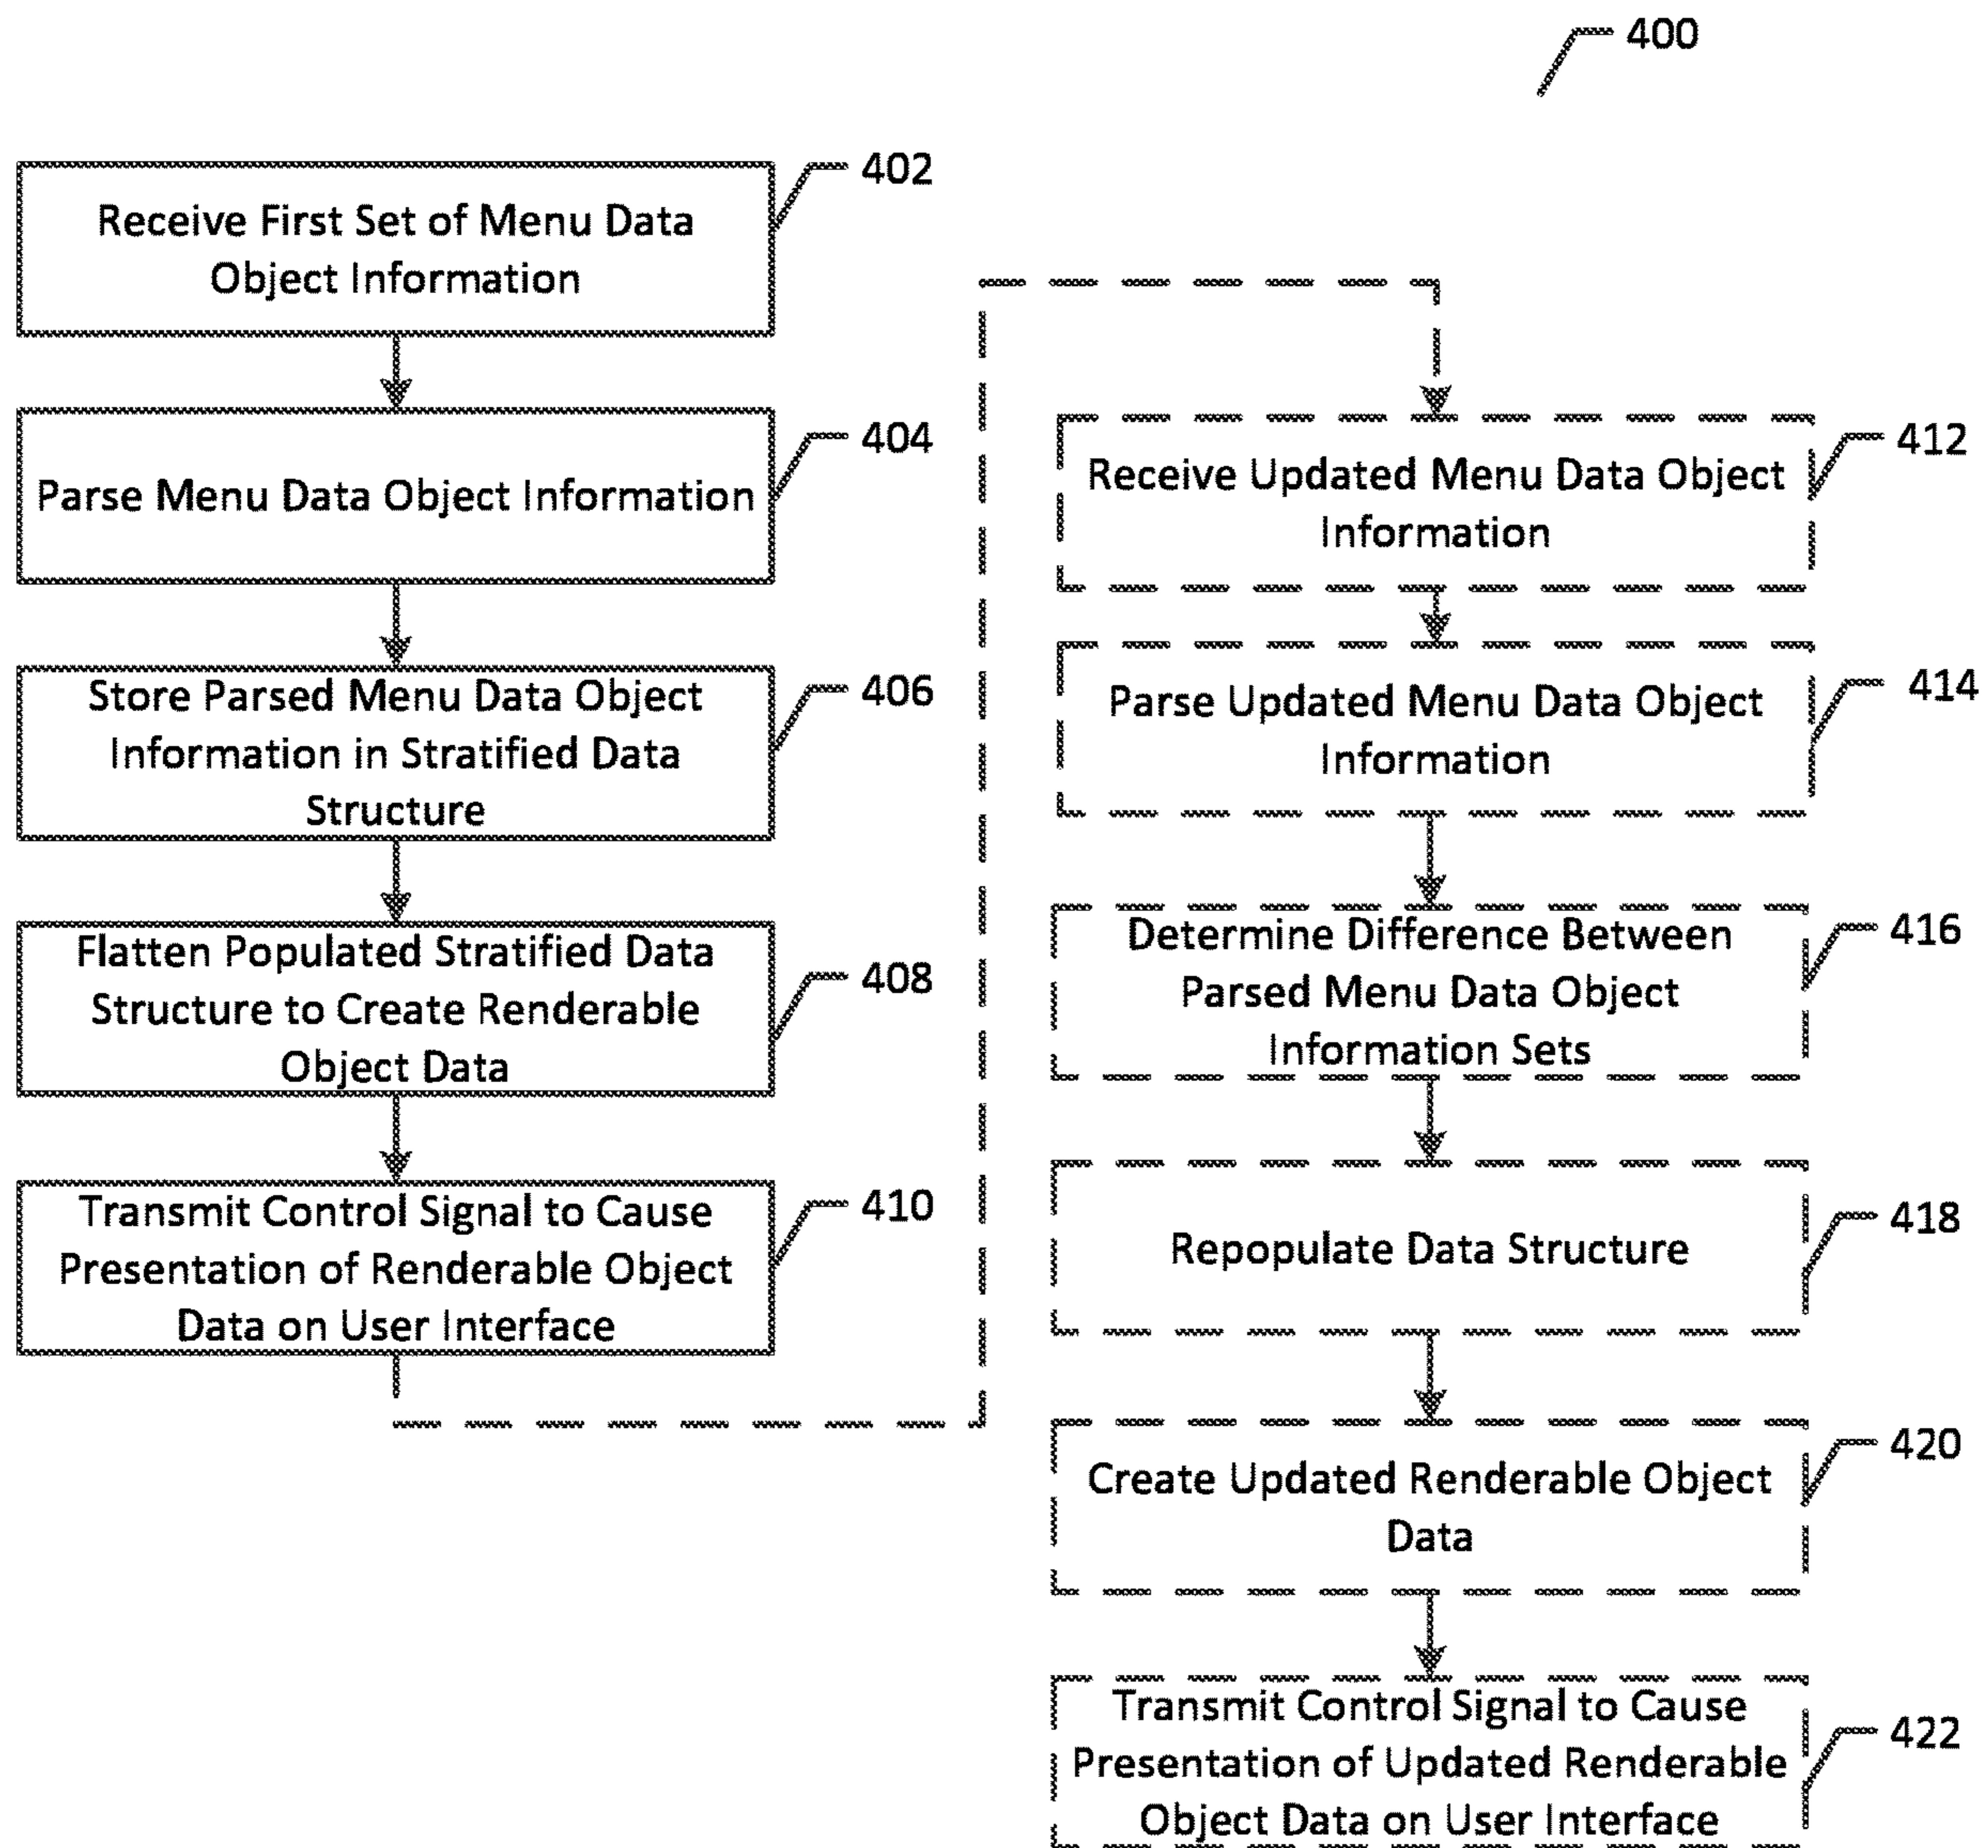 400
402
Receive First Set of Menu Data
Object Information
404
Parse Menu Data Object Information
406
Store Parsed Menu Data Object
Information in Stratified Data
Structure
408
Flatten Populated Stratified Data
Structure to Create Renderable
Object Data
410
Transmit Control Signal to Cause
Presentation of Renderable Object
Data on User Interface
412
Receive Updated Menu Data Object
Information
414
Parse Updated Menu Data Object
Information
416
Determine Difference Between
Parsed Menu Data Object
Information Sets
418
Repopulate Data Structure
420
Create Updated Renderable Object
Data
422
Transmit Control Signal to Cause
Presentation of Updated Renderable
Object Data on User Interface